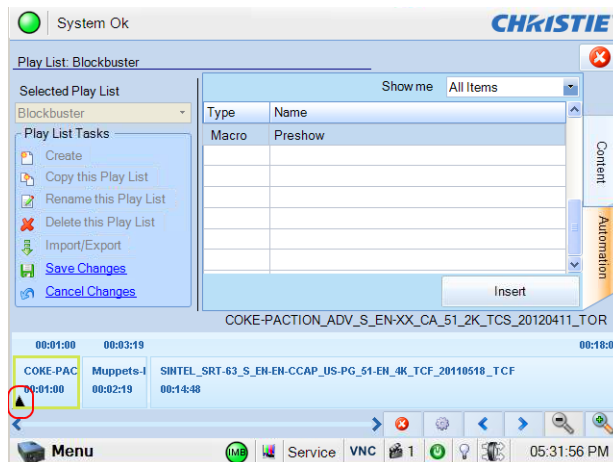 System Ok
CHRISTIE
Play List: Blockbuster
Selected Play List
Blockbuster
Play List Tasks
Create
Copy this Play List
Rename this Play List
Delete this Play List
Import/Export
Save Changes
Cancel Changes
Show me All Items
Type Name
Macro Preshow
Content
Automation
Insert
COKE-PACTION_ADV_S_EN-XX_CA_51_2K_TCS_20120411_TOR
00:01:00 00:03:19 00:18:0
COKE-PAC Muppets-I SINTEL_SRT-63_S_EN-EN-CCAP_US-PG_51-EN_4K_TCF_20110518_TCF
00:01:00 00:02:19 00:14:48
Menu IMB Service VNC 1 05:31:56 PM